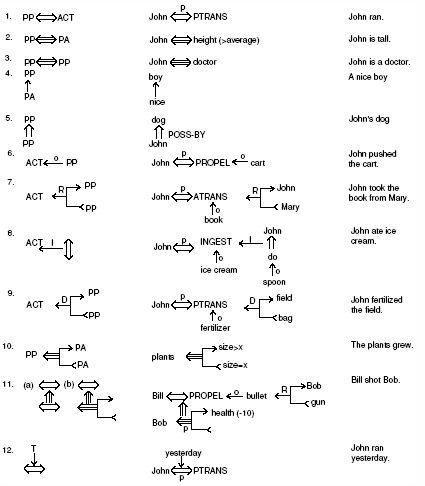 1. PP ACT John p PTRANS John ran.
2. PP PA John height (>average) John is tall.
3. PP PP John doctor John is a doctor.
4. PP boy A nice boy
PA nice
5. PP dog John's dog
POSS-BY
PP John
6. ACT o PP John p PROPEL o cart John pushed
the cart.
7. ACT R PP John p ATRANS R John John took the
book from Mary.
PP o Mary
book
8. ACT I John p INGEST I John John ate ice
cream.
o do
ice cream o
spoon
9. ACT D PP John p PTRANS D field John fertilized
the field.
PP o bag
fertilizer
10. PP PA plants size>x The plants grew.
PA size=x
11. (a) (b) Bill p PROPEL o bullet R Bob Bill shot Bob.
gun
health (-10)
Bob p
12. T yesterday John ran
yesterday.
John p PTRANS